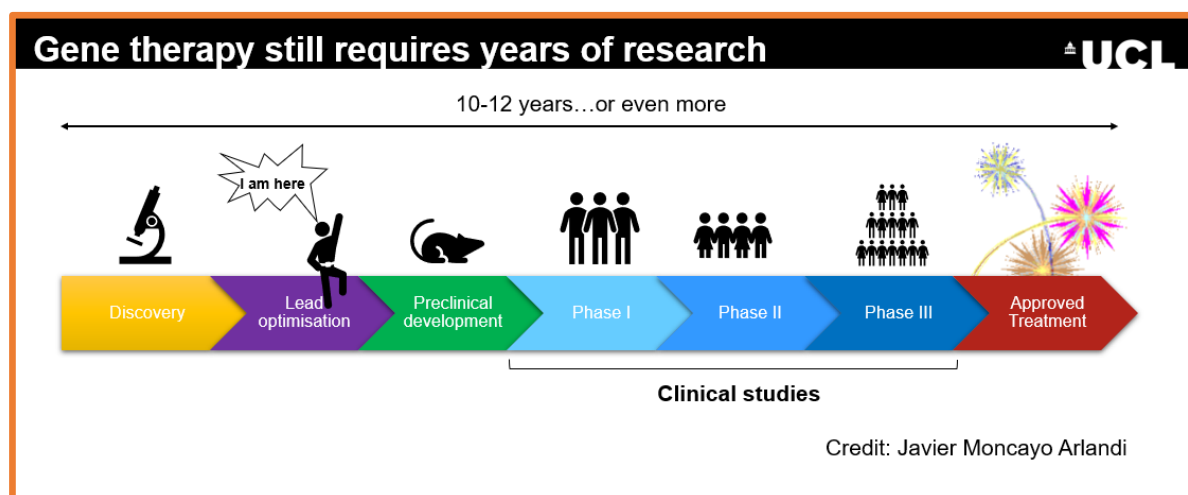 Gene therapy still requires years of research
UCL
10-12 years…or even more
I am here
Discovery
Lead
optimisation
Preclinical
development
Phase I
Phase II
Phase III
Approved
Treatment
Clinical studies
Credit: Javier Moncayo Arlandi